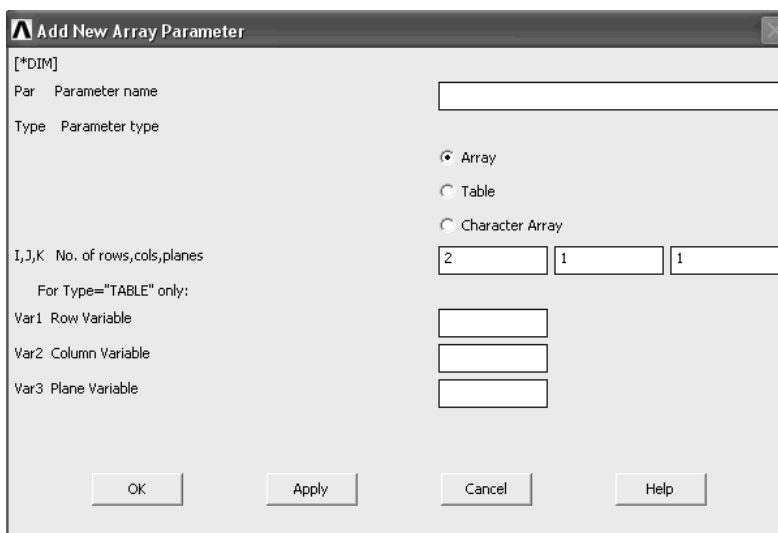 Add New Array Parameter
[*DIM]
Par Parameter name
Type Parameter type
Array
Table
Character Array
I,J,K No. of rows,cols,planes 2 1 1
For Type="TABLE" only:
Var1 Row Variable
Var2 Column Variable
Var3 Plane Variable
OK Apply Cancel Help